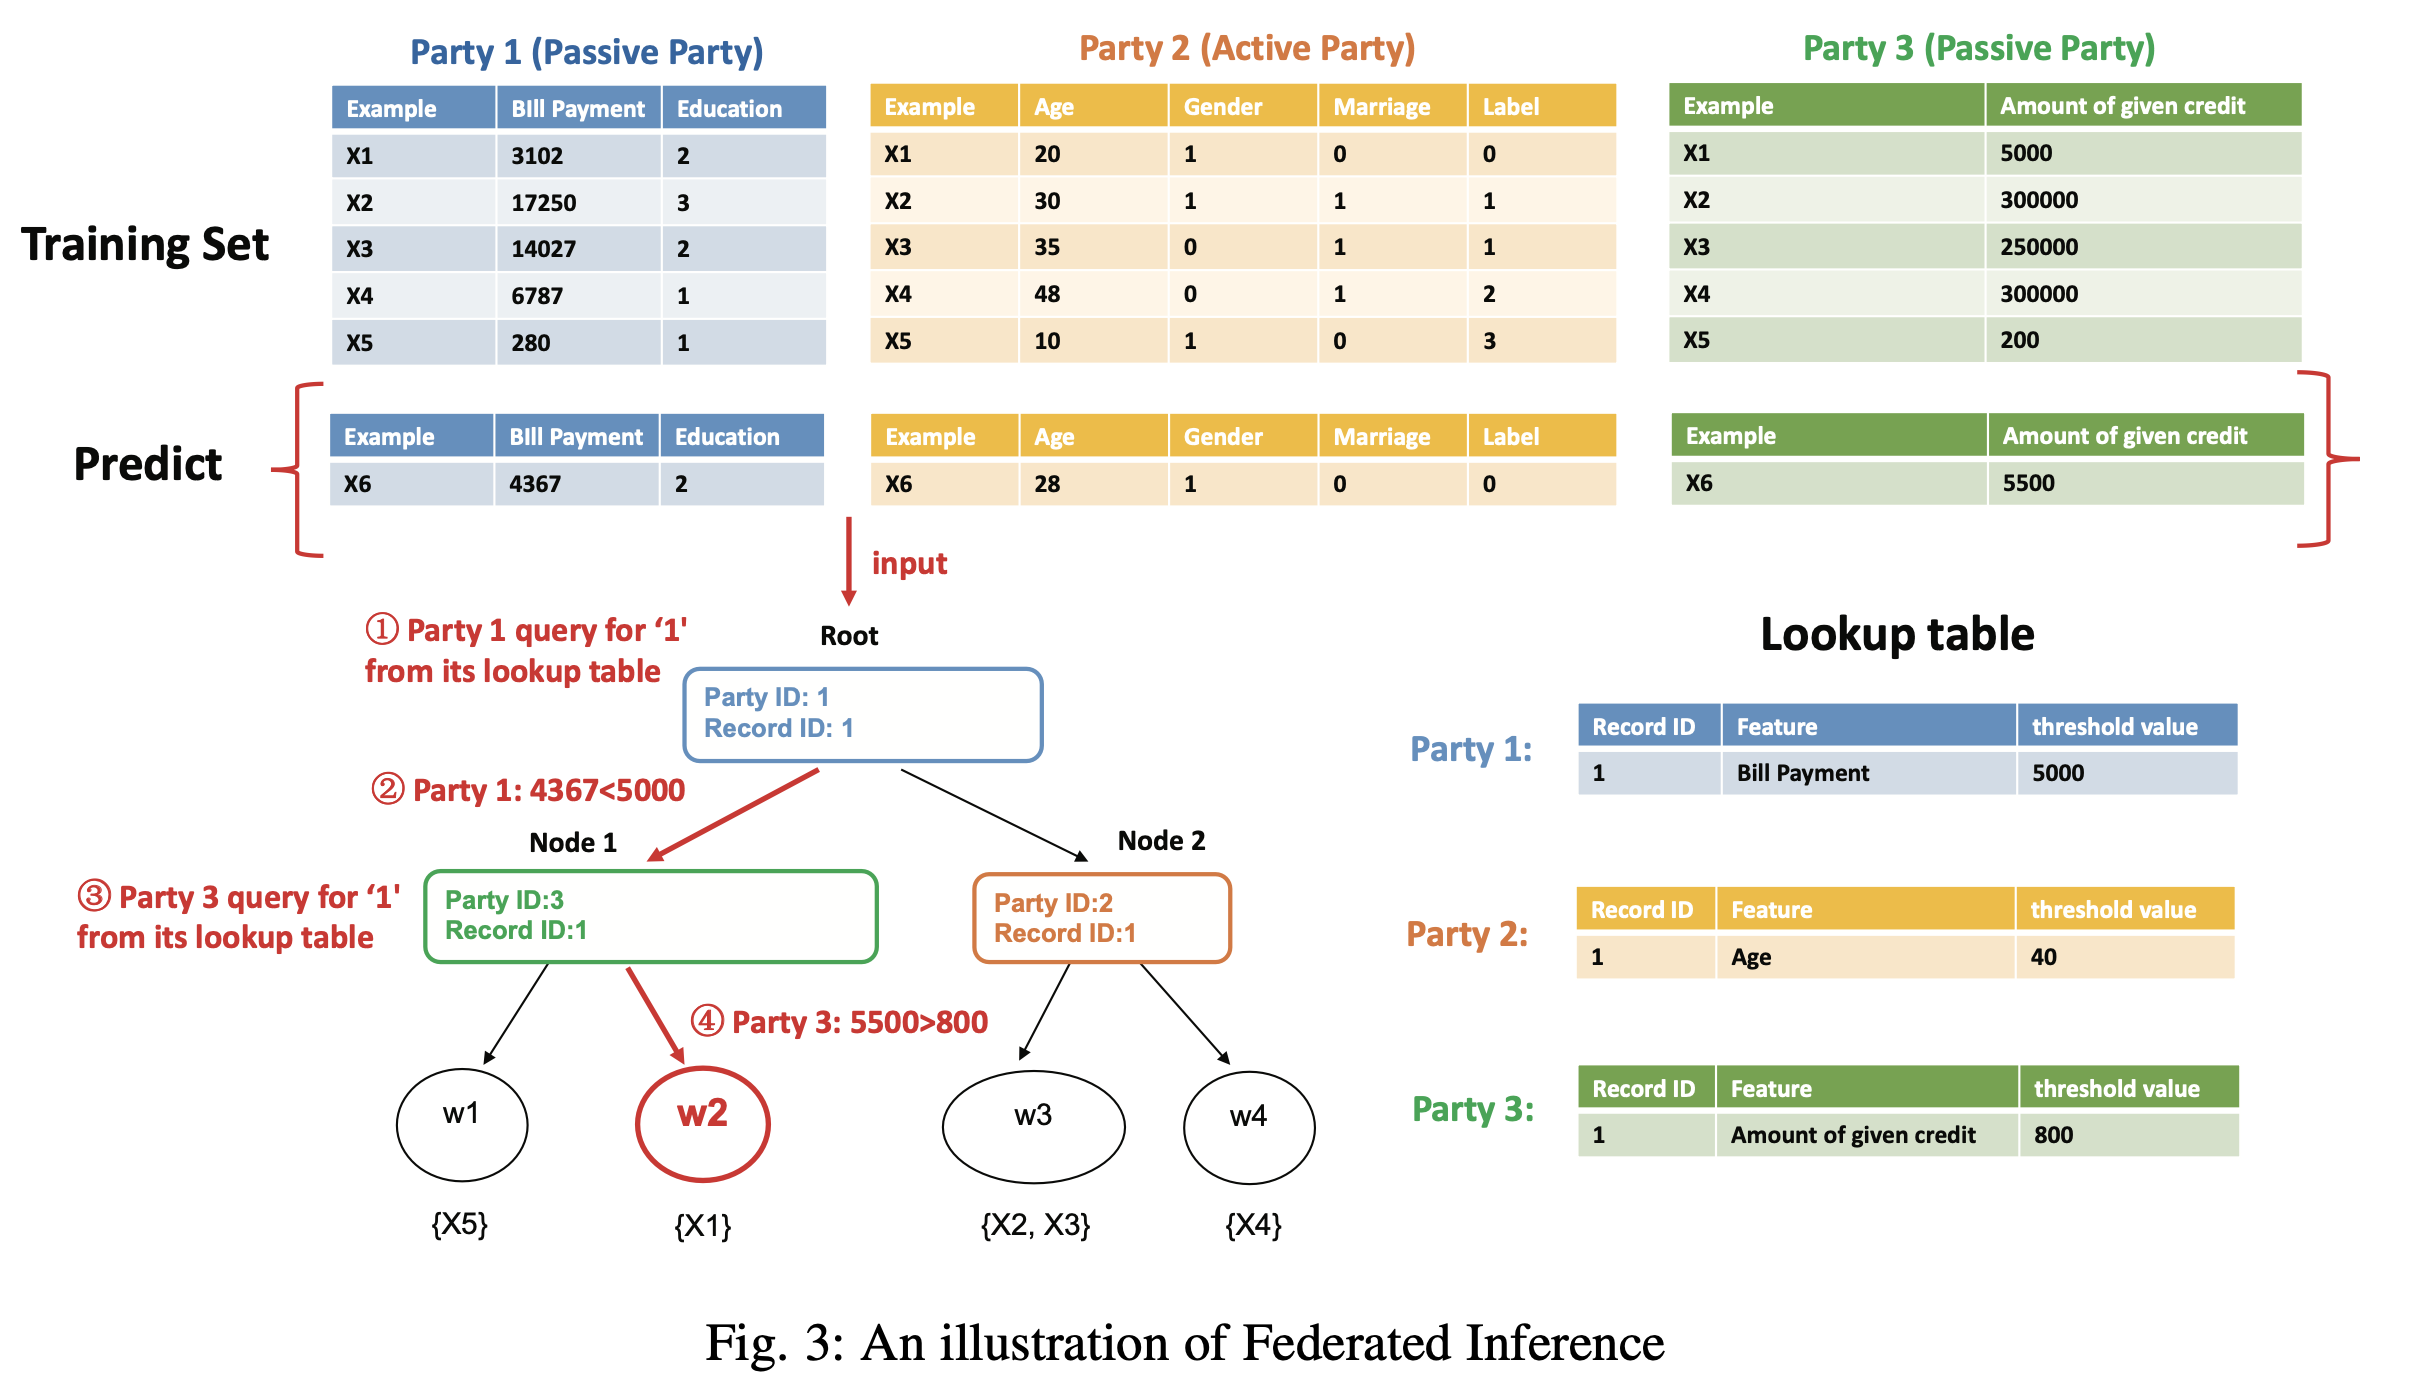 Party 1 (Passive Party)
Party 2 (Active Party)
Party 3 (Passive Party)
Training Set
Example BIll Payment Education
X1 3102 2
X2 17250 3
X3 14027 2
X4 6787 1
X5 280 1
Example Age Gender Marriage Label
X1 20 1 0 0
X2 30 1 1 1
X3 35 0 1 1
X4 48 0 1 2
X5 10 1 0 3
Example Amount of given credit
X1 5000
X2 300000
X3 250000
X4 300000
X5 200
Predict
Example BIll Payment Education
X6 4367 2
Example Age Gender Marriage Label
X6 28 1 0 0
Example Amount of given credit
X6 5500
input
① Party 1 query for ‘1'
from its lookup table
Root
Party ID: 1
Record ID: 1
② Party 1: 4367<5000
Node 1
Node 2
③ Party 3 query for ‘1'
from its lookup table
Party ID:3
Record ID:1
Party ID:2
Record ID:1
④ Party 3: 5500>800
w1
w2
w3
w4
{X5}
{X1}
{X2, X3}
{X4}
Lookup table
Party 1:
Record ID Feature threshold value
1 Bill Payment 5000
Party 2:
Record ID Feature threshold value
1 Age 40
Party 3:
Record ID Feature threshold value
1 Amount of given credit 800
Fig. 3: An illustration of Federated Inference